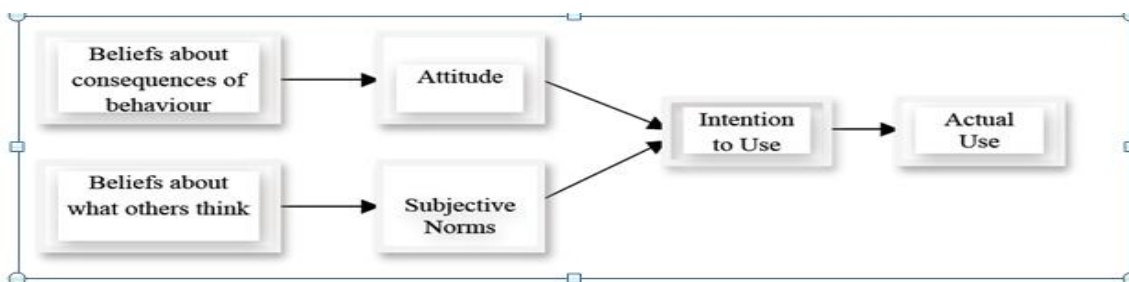 Beliefs about
consequences of
behaviour
Attitude
Beliefs about
what others think
Subjective
Norms
Intention
to Use
Actual
Use